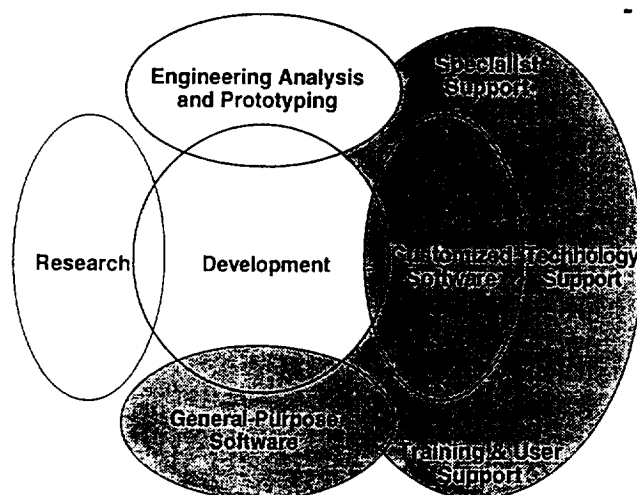 Engineering Analysis
and Prototyping
Specialist
Support
Research
Development
Customized
Software
Technology
Support
General-Purpose
Software
Training & User
Support